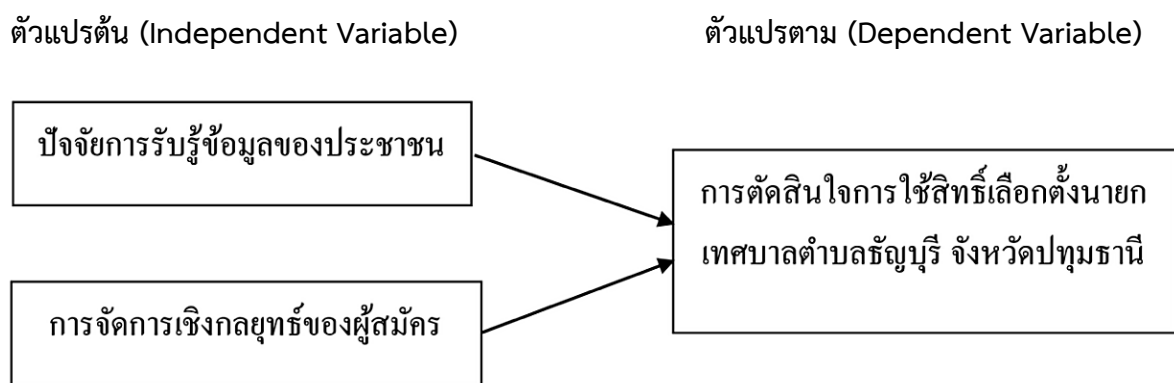 ตัวแปรต้น (Independent Variable)
ตัวแปรตาม (Dependent Variable)
ปัจจัยการรับรู้ข้อมูลของประชาชน
การตัดสินใจการใช้สิทธิ์เลือกตั้งนายก
เทศบาลตำบลธัญบุรี จังหวัดปทุมธานี
การจัดการเชิงกลยุทธ์ของผู้สมัคร